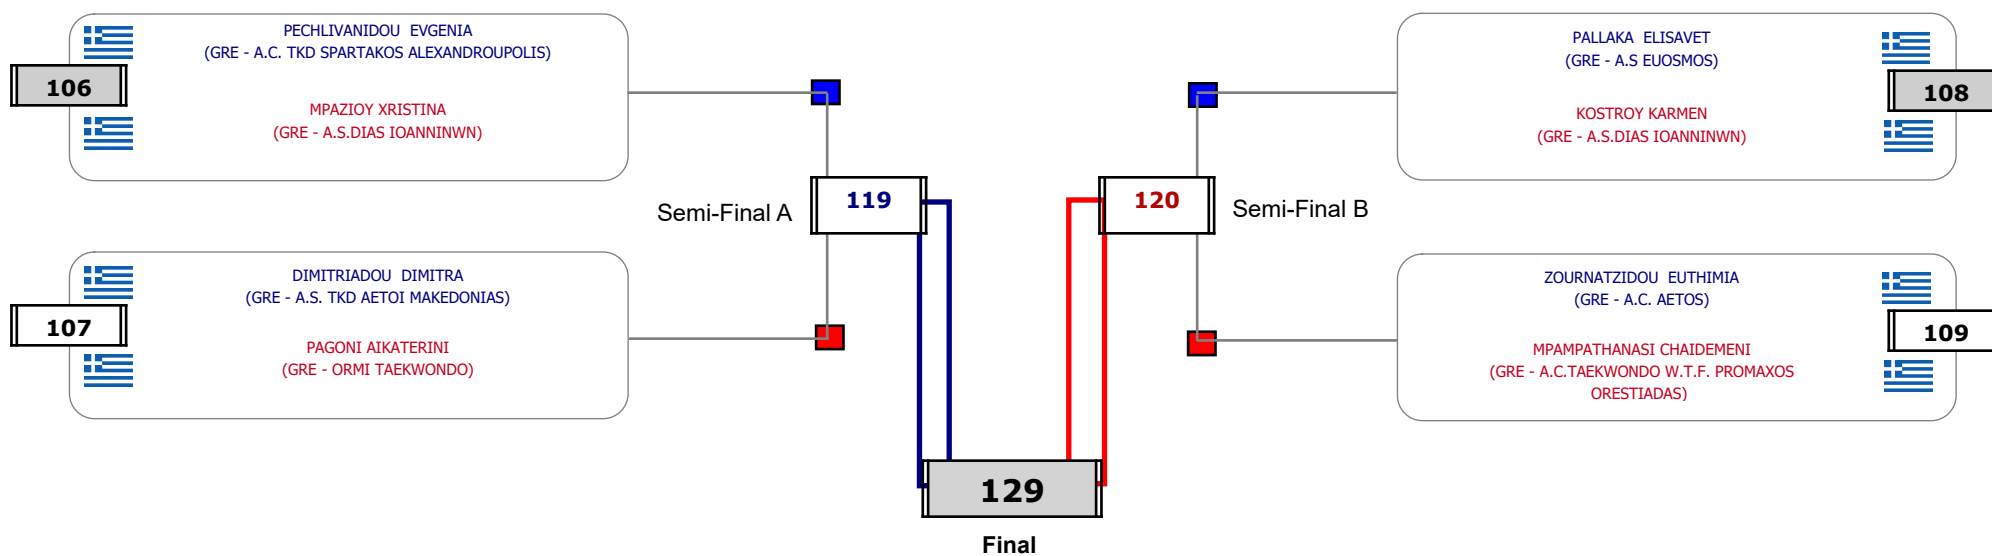 PECHLIVANIDOU EVGENIA
(GRE - A.C. TKD SPARTAKOS ALEXANDROUPOLIS)
106
MPAZIOY XRISTINA
(GRE - A.S.DIAS IOANNINWN)
DIMITRIADOU DIMITRA
(GRE - A.S. TKD AETOI MAKEDONIAS)
107
PAGONI AIKATERINI
(GRE - ORMI TAEKWONDO)
Semi-Final A
119
120
Semi-Final B
PALLAKA ELISAVET
(GRE - A.S EUOSMOS)
108
KOSTROY KARMEN
(GRE - A.S.DIAS IOANNINWN)
ZOURNATZIDOU EUTHIMIA
(GRE - A.C. AETOS)
109
MPAMPATHANASI CHAIDEMENI
(GRE - A.C.TAEKWONDO W.T.F. PROMAXOS
ORESTIADAS)
129
Final